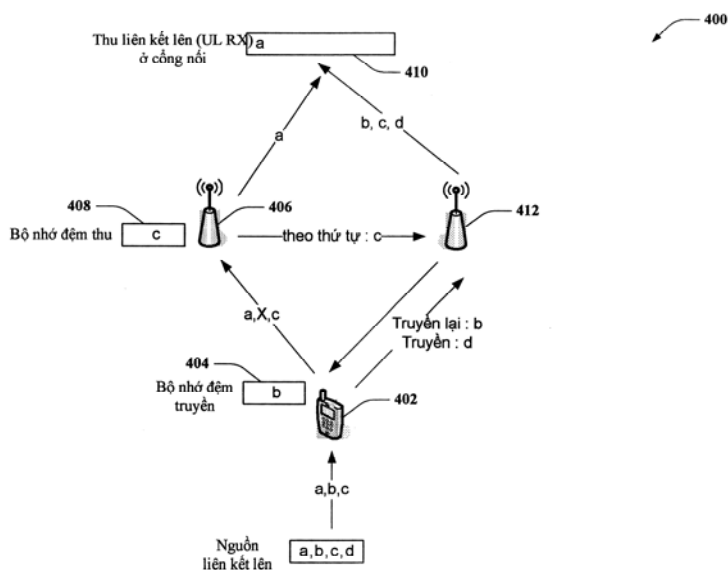 400
Thu liên kết lên (UL RX)
ở cổng nối
a
410
a
b, c, d
408
406
412
Bộ nhớ đệm thu
c
theo thứ tự : c
a,X,c
Truyền lại : b
Truyền : d
404
Bộ nhớ đệm
truyền
b
402
a,b,c
Nguồn
liên kết lên
a,b,c,d